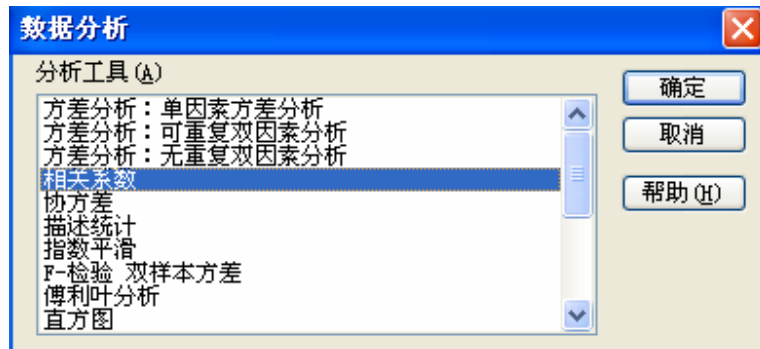 数据分析
分析工具(A)
方差分析：单因素方差分析
方差分析：可重复双因素分析
方差分析：无重复双因素分析
相关系数
协方差
描述统计
指数平滑
F-检验 双样本方差
傅利叶分析
直方图
确定
取消
帮助(H)